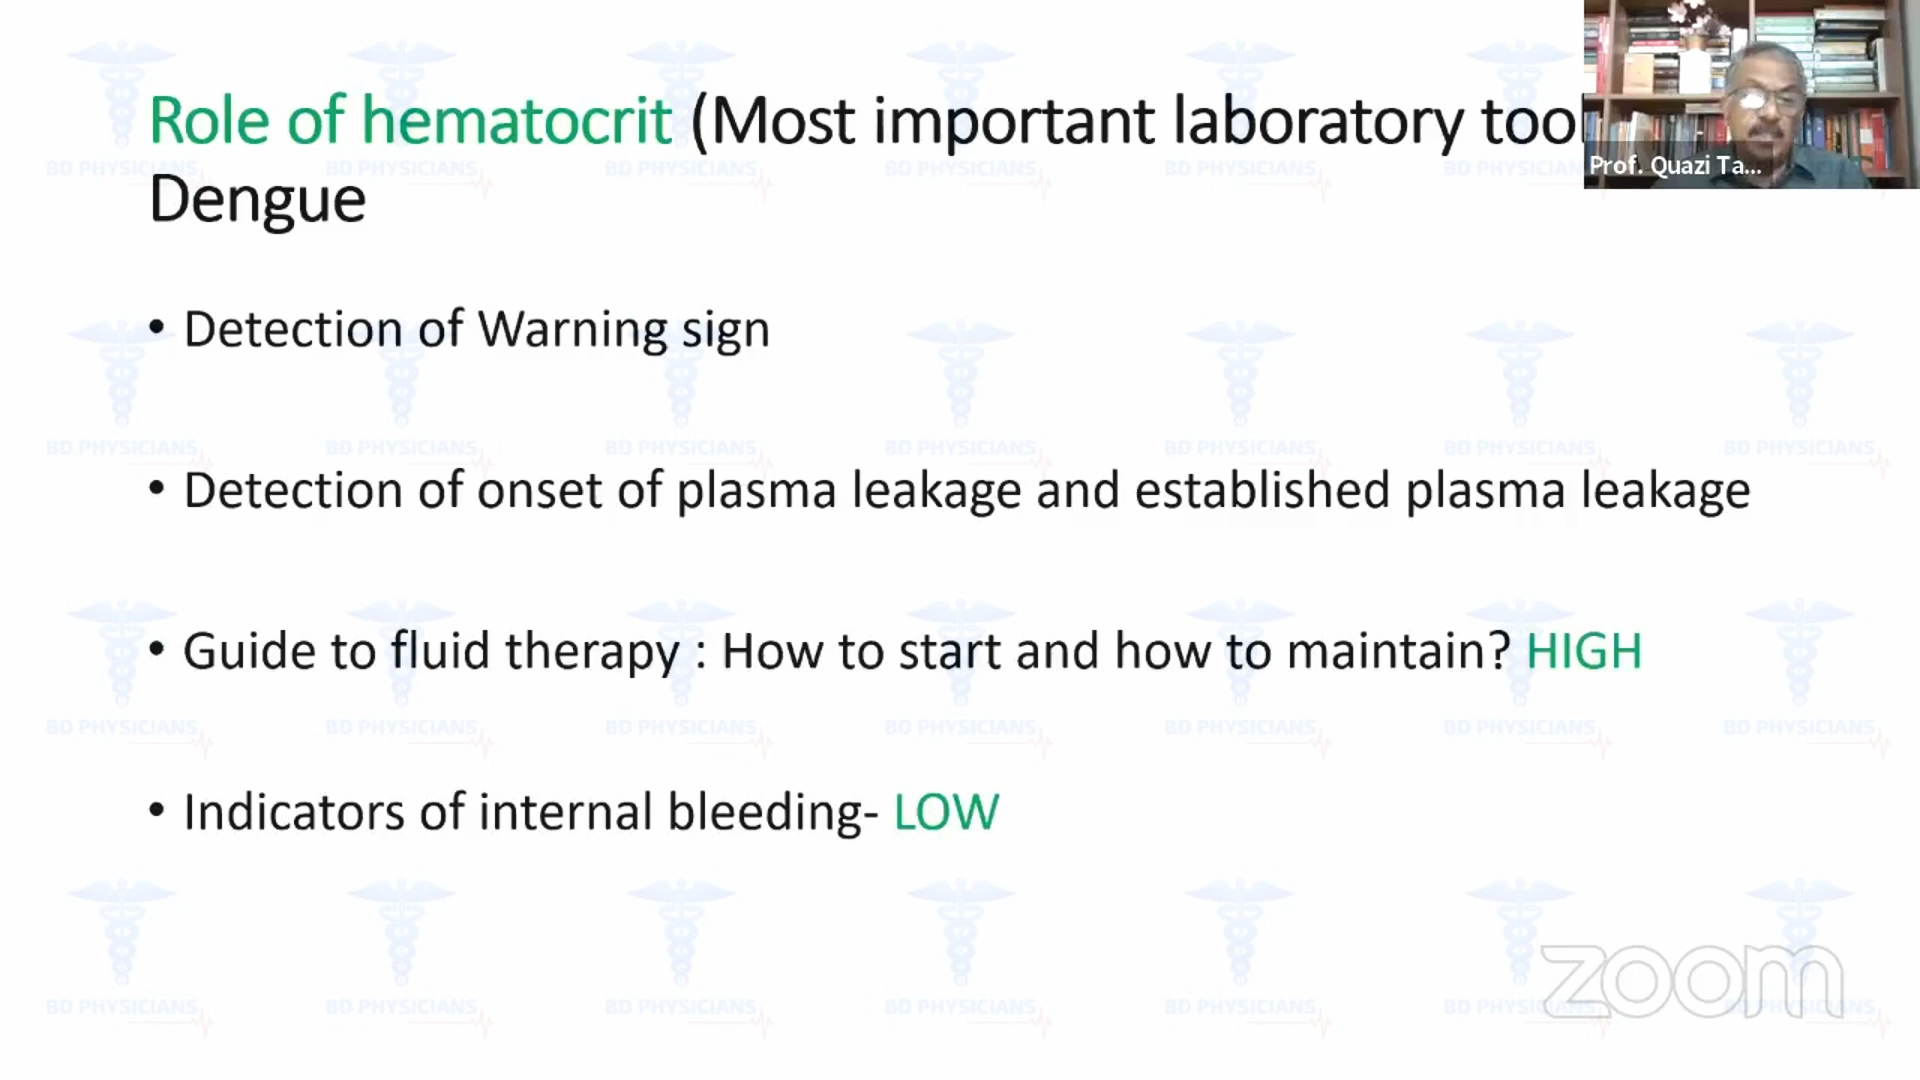 Role of hematocrit (Most important laboratory too
Dengue
Prof. Quazi Ta...
• Detection of Warning sign
• Detection of onset of plasma leakage and established plasma leakage
• Guide to fluid therapy : How to start and how to maintain? HIGH
• Indicators of internal bleeding- LOW
BD PHYSICIANS
zoom